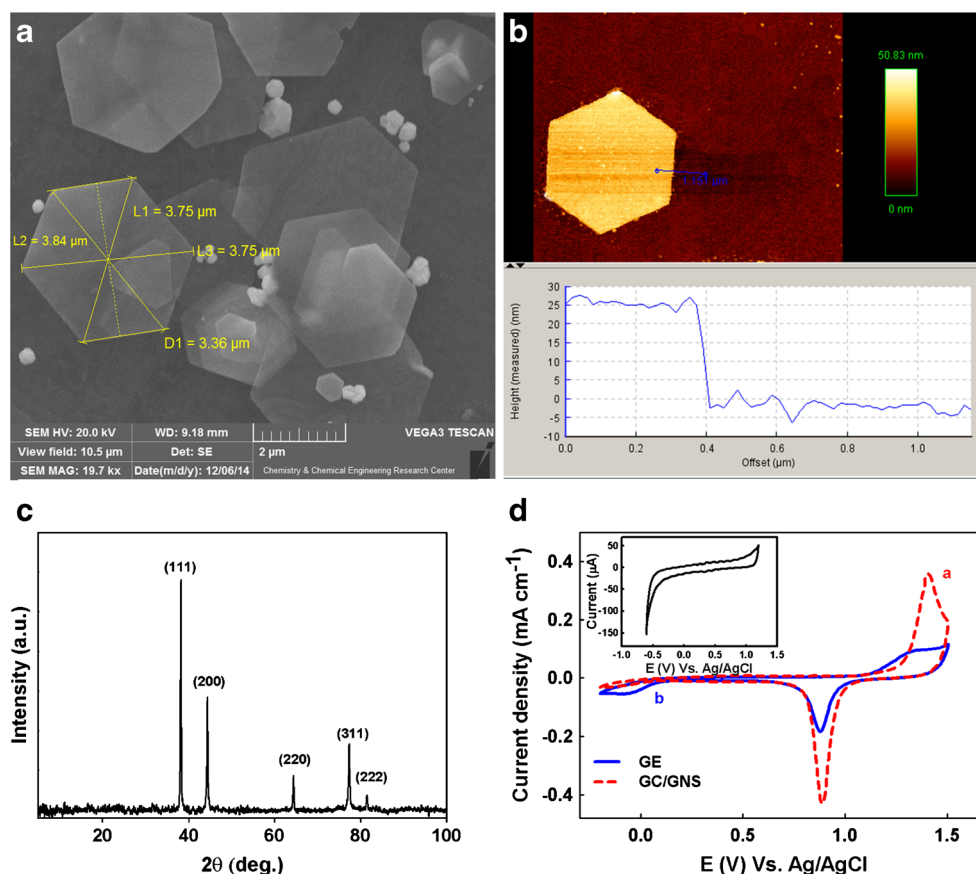 a
L1 = 3.75 µm
L2 = 3.84 µm
L3 = 3.75 µm
D1 = 3.36 µm
SEM HV: 20.0 kV WD: 9.18 mm VEGA3 TESCAN
View field: 10.5 µm Det: SE 2 µm
SEM MAG: 19.7 kx Date(m/d/y): 12/06/14 Chemistry & Chemical Engineering Research Center
b
50.83 nm
0 nm
Height (measured) (nm)
30
25
20
15
10
5
0
-5
-10
0.0 0.2 0.4 0.6 0.8 1.0
Offset (µm)
c
Intensity (a.u.)
(111)
(200)
(220)
(311)
(222)
20 40 60 80 100
2θ (deg.)
d
Current density (mA cm-1)
0.4
0.2
0.0
-0.2
-0.4
Current (µA)
50
0
-50
-100
-150
-1.0 -0.5 0.0 0.5 1.0 1.5
E (V) Vs. Ag/AgCl
a
b
GE
GC/GNS
0.0 0.5 1.0 1.5
E (V) Vs. Ag/AgCl